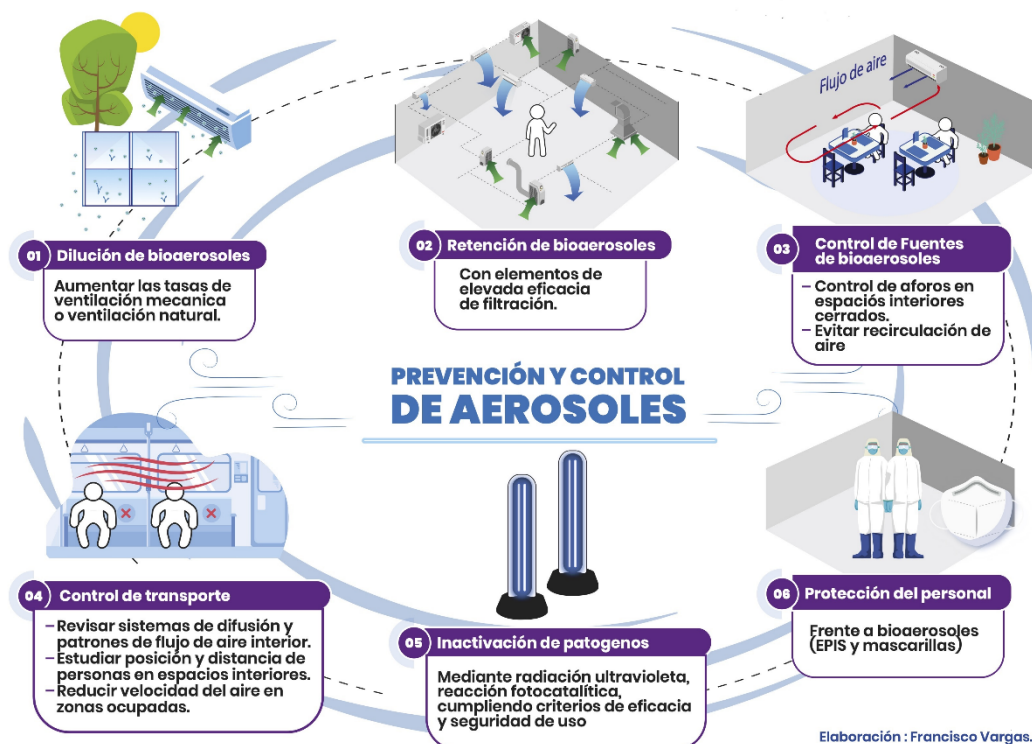 Flujo de aire
01 Dilución de bioaerosoles
Aumentar las tasas de
ventilación mecanica
o ventilación natural.
02 Retención de bioaerosoles
Con elementos de
elevada eficacia
de filtración.
03 Control de Fuentes
de bioaerosoles
– Control de aforos en
espaciós interiores
cerrados.
– Evitar recirculación de
aire
PREVENCIÓN Y CONTROL
DE AEROSOLES
04 Control de transporte
– Revisar sistemas de difusión y
patrones de flujo de aire interior.
– Estudiar posición y distancia de
personas en espacios interiores.
– Reducir velocidad del aire en
zonas ocupadas.
05 Inactivación de patogenos
Mediante radiación ultravioleta,
reacción fotocatalítica,
cumpliendo criterios de eficacia
y seguridad de uso
06 Protección del personal
Frente a bioaerosoles
(EPIS y mascarillas)
Elaboración : Francisco Vargas.